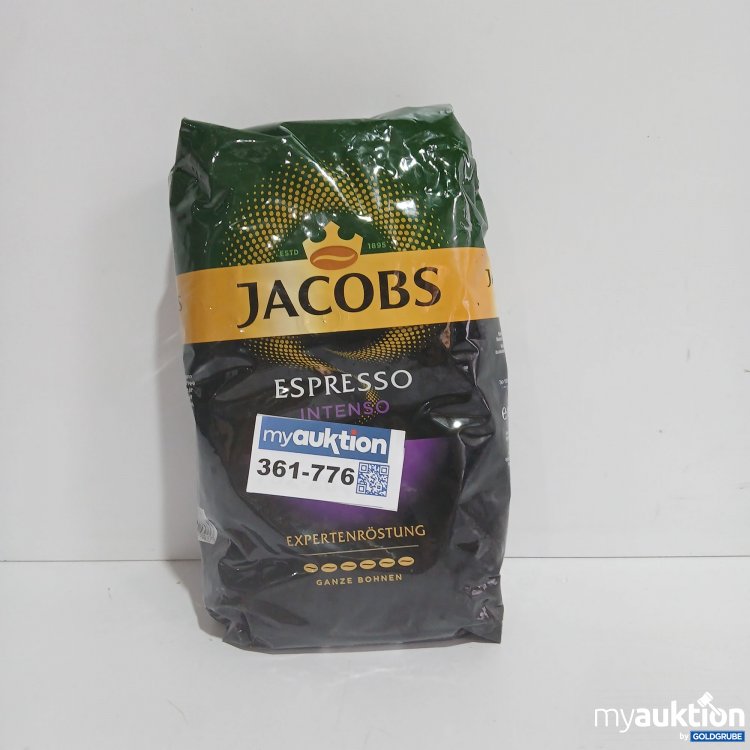 ESTD 1895
JACOBS
ESPRESSO
INTENSO
myauktion
361-776
EXPERTENRÖSTUNG
GANZE BOHNEN
myauktion
by GOLDGRUBE